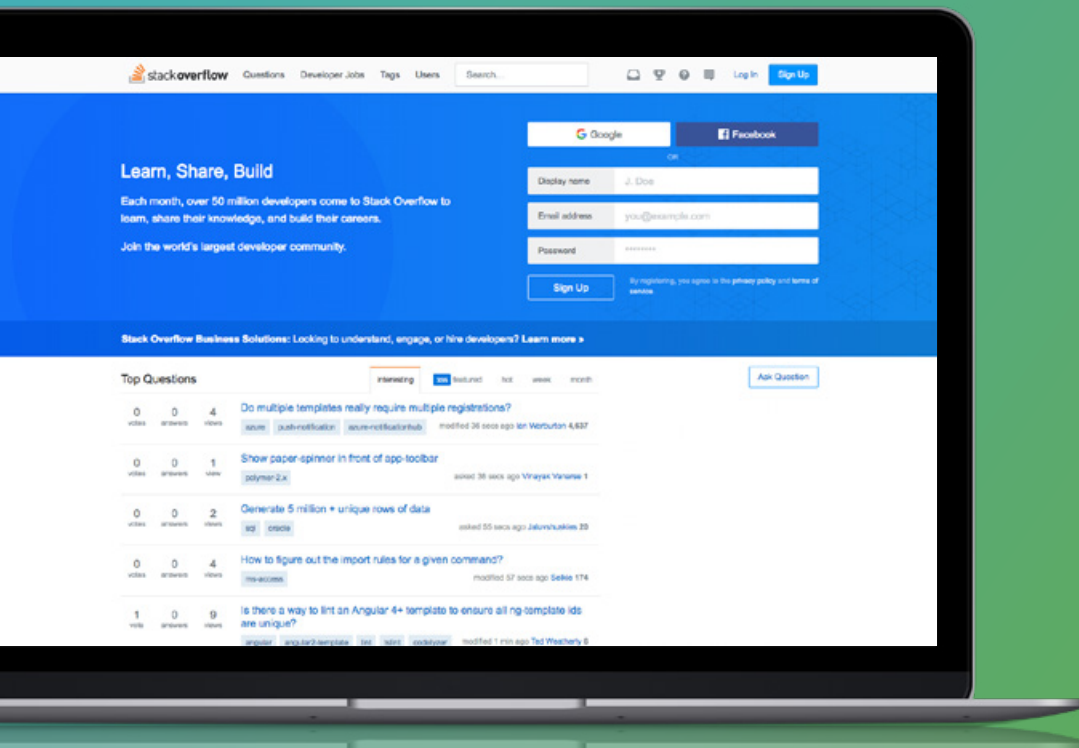 stackoverflow Questions Developer Jobs Tags Users Search... Log In Sign Up
Google Facebook
OR
Learn, Share, Build
Each month, over 50 million developers come to Stack Overflow to
learn, share their knowledge, and build their careers.
Join the world's largest developer community.
Display name J. Doe
Email address you@example.com
Password ********
Sign Up By registering, you agree to the privacy policy and terms of
service.
Stack Overflow Business Solutions: Looking to understand, engage, or hire developers? Learn more »
Top Questions interesting featured hot week month Ask Question
0 0 4 Do multiple templates really require multiple registrations?
votes answers views azure push-notification azure-notificationhub modified 36 secs ago Ian Warburton 4,637
0 0 1 Show paper-spinner in front of app-toolbar
votes answers view polymer-2.x asked 38 secs ago Vinayak 1
0 0 2 Generate 5 million + unique rows of data
votes answers views sql oracle asked 55 secs ago
0 0 4 How to figure out the import rules for a given command?
votes answers views ms-access modified 57 secs ago Selkie 174
1 0 9 Is there a way to lint an Angular 4+ template to ensure all ng-template ids
are unique?
vote answers views angular angular2-template lint tslint codelyzer modified 1 min ago Ted Weatherly